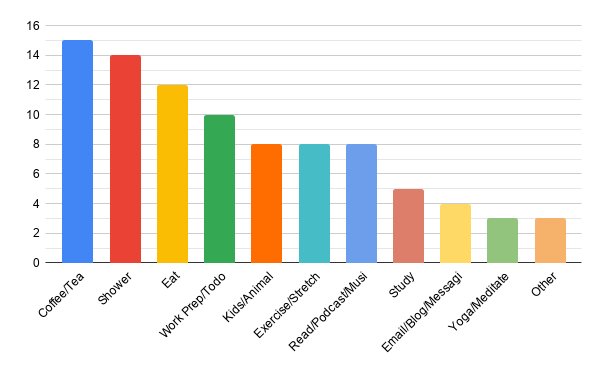 16
14
12
10
8
6
4
2
0
Coffee/Tea
Shower
Eat
Work Prep/Todo
Kids/Animal
Exercise/Stretch
Read/Podcast/Musi
Study
Email/Blog/Messagi
Yoga/Meditate
Other